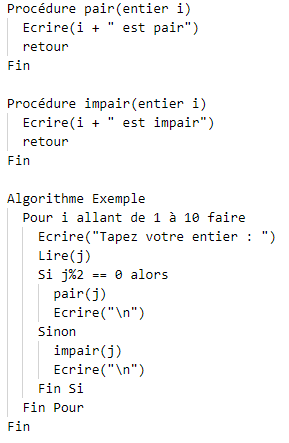 Procédure pair(entier i)
Ecrire(i + " est pair")
retour
Fin
Procédure impair(entier i)
Ecrire(i + " est impair")
retour
Fin
Algorithme Exemple
Pour i allant de 1 à 10 faire
Ecrire("Tapez votre entier : ")
Lire(j)
Si j%2 == 0 alors
pair(j)
Ecrire("\n")
Sinon
impair(j)
Ecrire("\n")
Fin Si
Fin Pour
Fin